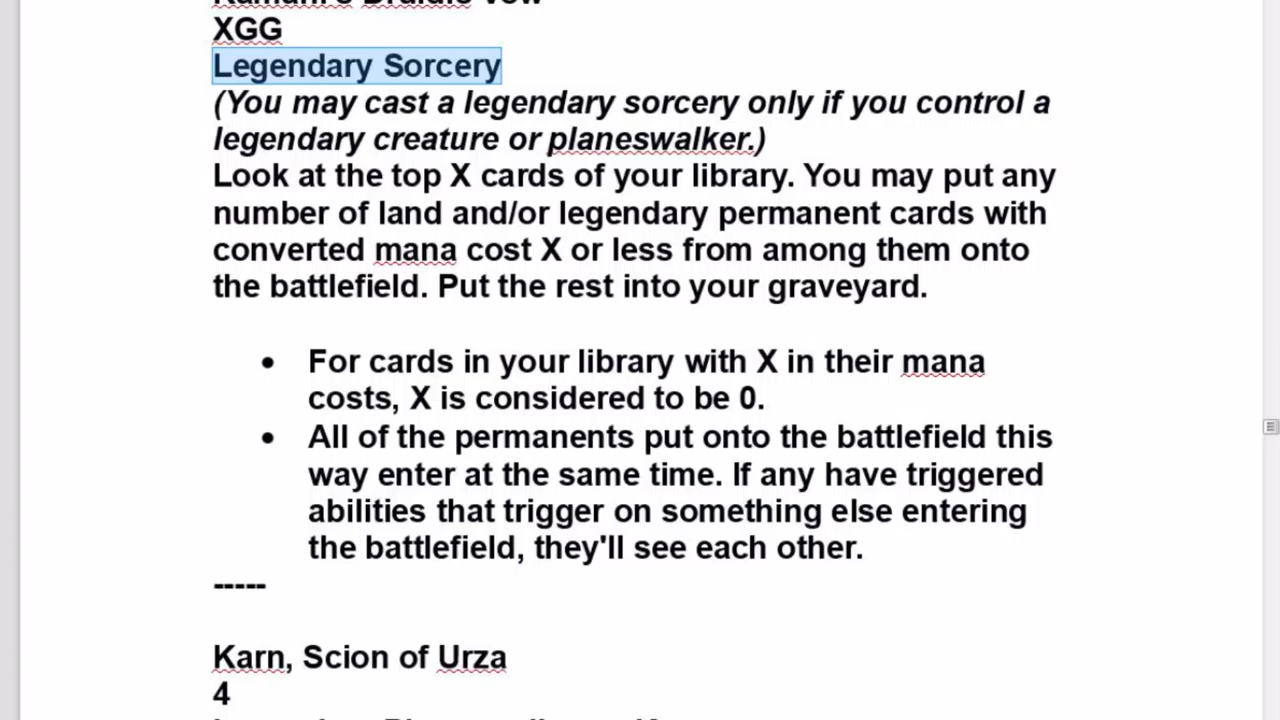 Kamahl's Druidic Vow
XGG
Legendary Sorcery
(You may cast a legendary sorcery only if you control a
legendary creature or planeswalker.)
Look at the top X cards of your library. You may put any
number of land and/or legendary permanent cards with
converted mana cost X or less from among them onto
the battlefield. Put the rest into your graveyard.
• For cards in your library with X in their mana
costs, X is considered to be 0.
• All of the permanents put onto the battlefield this
way enter at the same time. If any have triggered
abilities that trigger on something else entering
the battlefield, they'll see each other.
-----
Karn, Scion of Urza
4